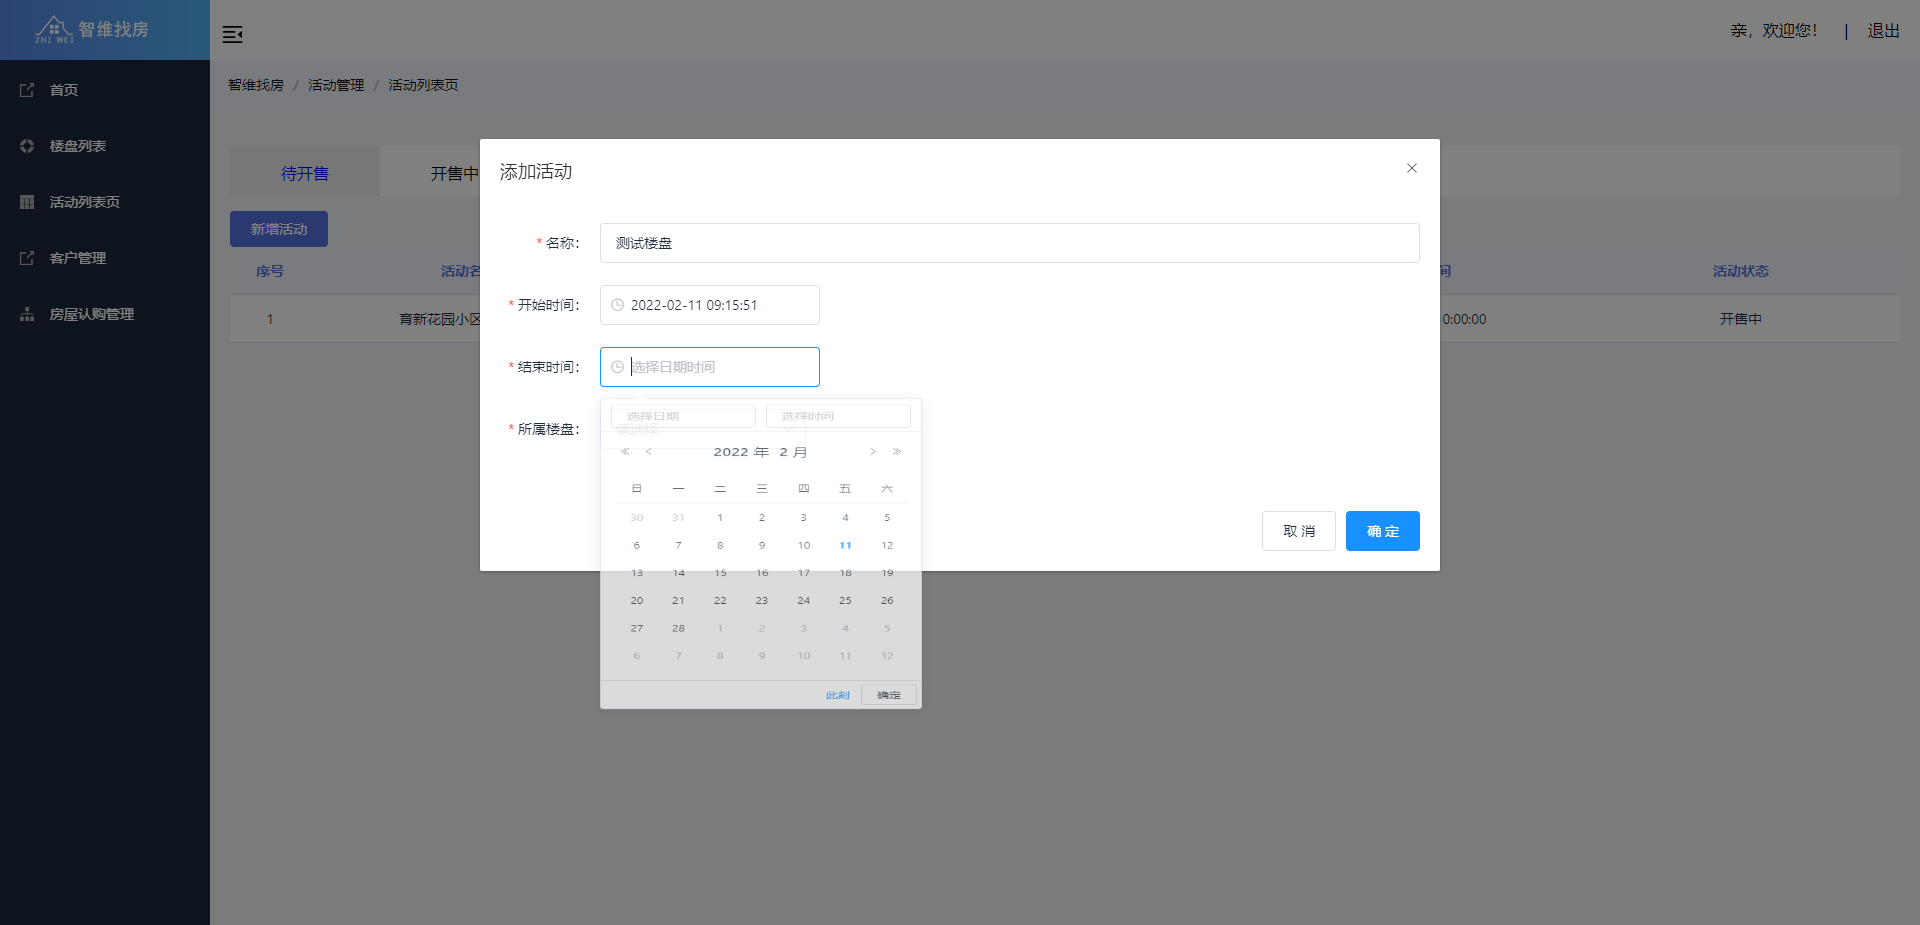 智维找房
ZHI WEI
亲，欢迎您！ | 退出
首页
楼盘列表
活动列表页
客户管理
房屋认购管理
智维找房 / 活动管理 / 活动列表页
待开售
开售中
新增活动
序号
活动名
间
活动状态
1
育新花园小区
0:00:00
开售中
添加活动
* 名称：
测试楼盘
* 开始时间：
2022-02-11 09:15:51
* 结束时间：
选择日期时间
* 所属楼盘：
请选择
选择日期
选择时间
2022 年 2 月
日 一 二 三 四 五 六
30 31 1 2 3 4 5
6 7 8 9 10 11 12
13 14 15 16 17 18 19
20 21 22 23 24 25 26
27 28 1 2 3 4 5
6 7 8 9 10 11 12
此刻
确定
取消
确定